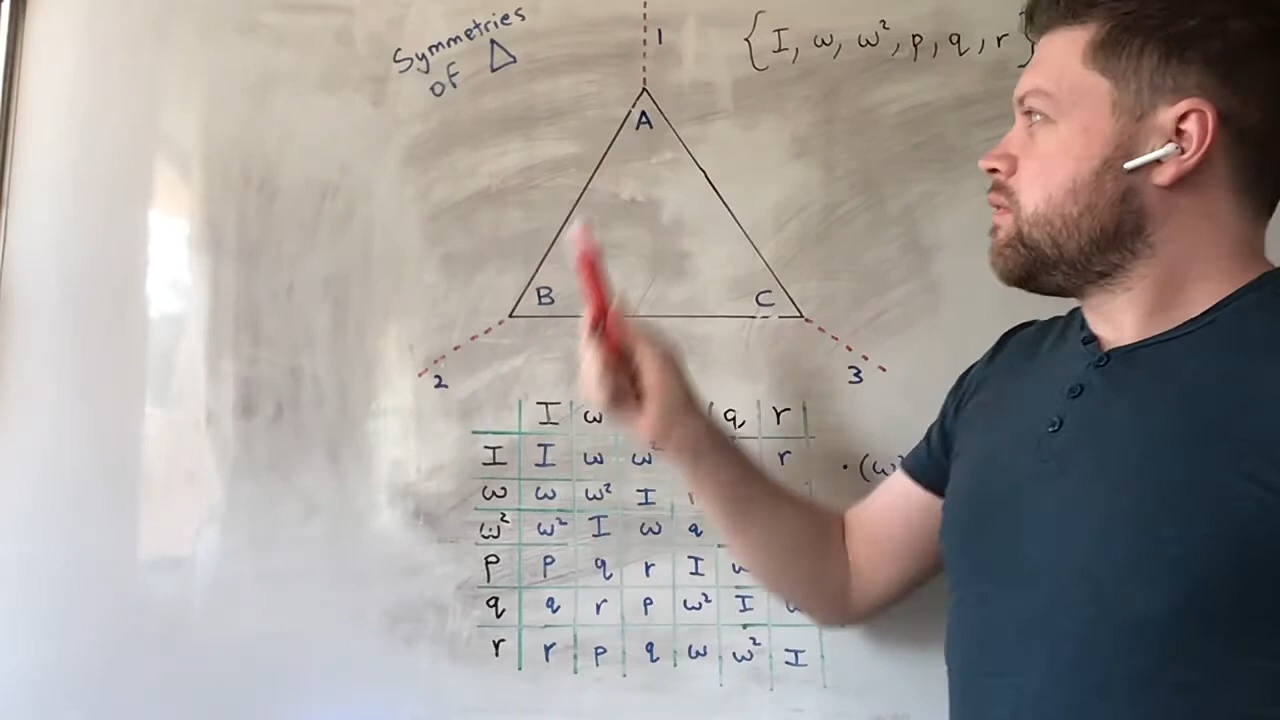 Symmetries
of △
1
{I, ω, ω², p, q, r}
A
B
C
2
3
I ω q r
I I ω ω² r
ω ω ω² I
ω² ω² I ω q
p p q r I
q q r p ω² I
r r p q ω ω² I